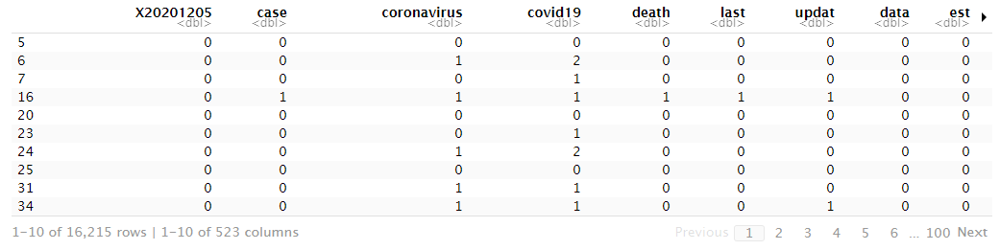 X20201205 case coronavirus covid19 death last updat data est
<dbl> <dbl> <dbl> <dbl> <dbl> <dbl> <dbl> <dbl> <dbl>
5 0 0 0 0 0 0 0 0 0
6 0 0 1 2 0 0 0 0 0
7 0 0 0 1 0 0 0 0 0
16 0 1 1 1 1 1 1 0 0
20 0 0 0 0 0 0 0 0 0
23 0 0 0 1 0 0 0 0 0
24 0 0 1 2 0 0 0 0 0
25 0 0 0 0 0 0 0 0 0
31 0 0 1 1 0 0 0 0 0
34 0 0 1 1 0 0 1 0 0
1-10 of 16,215 rows | 1-10 of 523 columns Previous 1 2 3 4 5 6 ... 100 Next